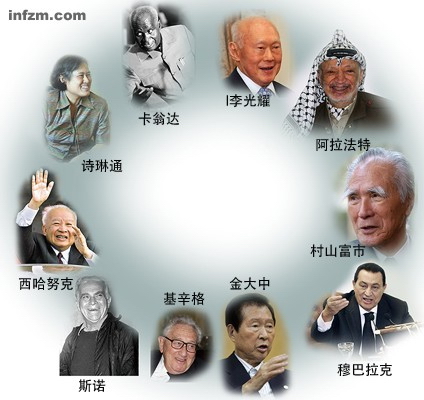 infzm.com
卡翁达
I李光耀
阿拉法特
诗琳通
村山富市
西哈努克
基辛格
金大中
穆巴拉克
斯诺